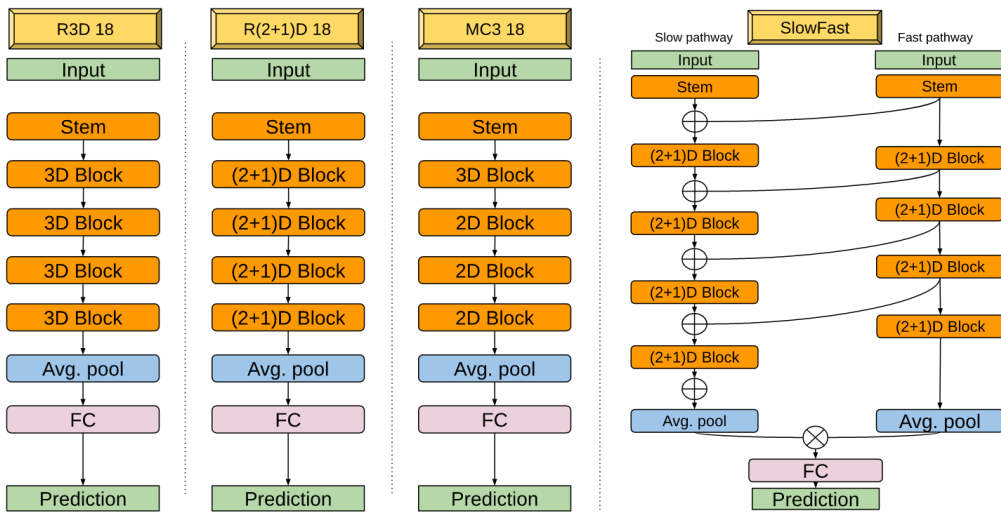 R3D 18
Input
Stem
3D Block
3D Block
3D Block
3D Block
Avg. pool
FC
Prediction
R(2+1)D 18
Input
Stem
(2+1)D Block
(2+1)D Block
(2+1)D Block
(2+1)D Block
Avg. pool
FC
Prediction
MC3 18
Input
Stem
3D Block
2D Block
2D Block
2D Block
Avg. pool
FC
Prediction
SlowFast
Slow pathway
Input
Stem
(2+1)D Block
(2+1)D Block
(2+1)D Block
(2+1)D Block
Avg. pool
Fast pathway
Input
Stem
(2+1)D Block
(2+1)D Block
(2+1)D Block
(2+1)D Block
Avg. pool
FC
Prediction